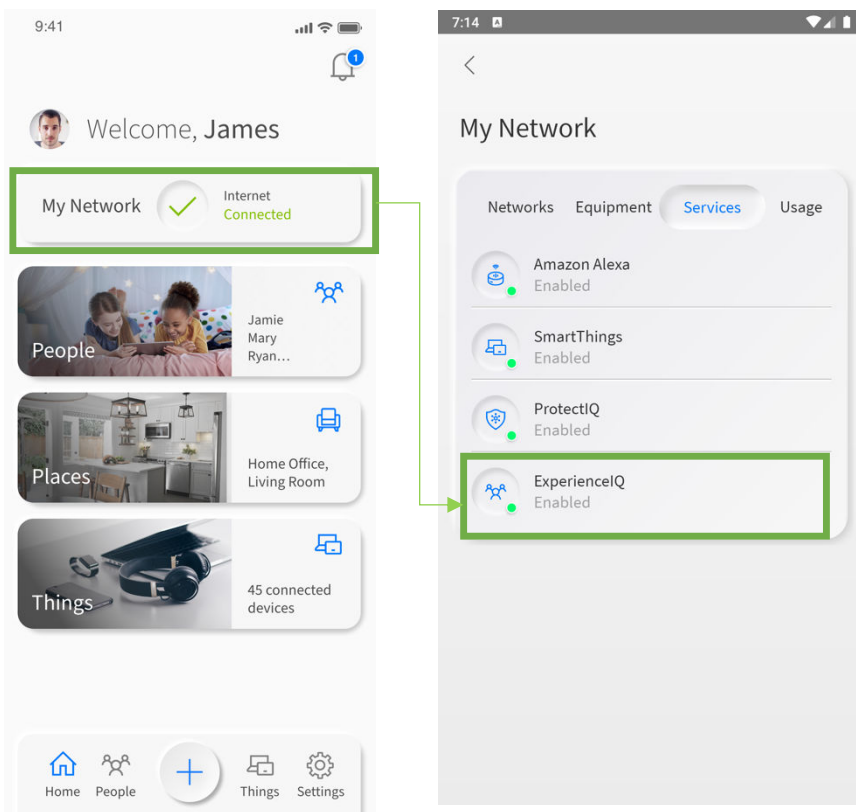 9:41
1
Welcome, James
My Network
Internet
Connected
People
Jamie
Mary
Ryan...
Places
Home Office,
Living Room
Things
45 connected
devices
Home
People
Things
Settings
7:14
A
My Network
Networks Equipment Services Usage
Amazon Alexa
Enabled
SmartThings
Enabled
ProtectIQ
Enabled
ExperienceIQ
Enabled